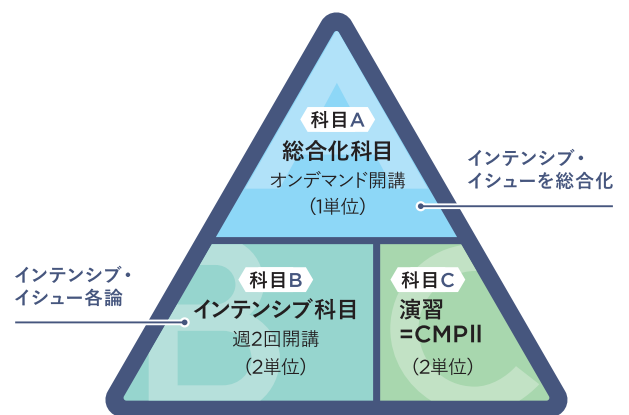 科目A
総合化科目
オンデマンド開講
(1単位)
インテンシブ・
イシューを総合化
インテンシブ・
イシュー各論
科目B
インテンシブ科目
週2回開講
(2単位)
科目C
演習
=CMPⅡ
(2単位)
A
B
C